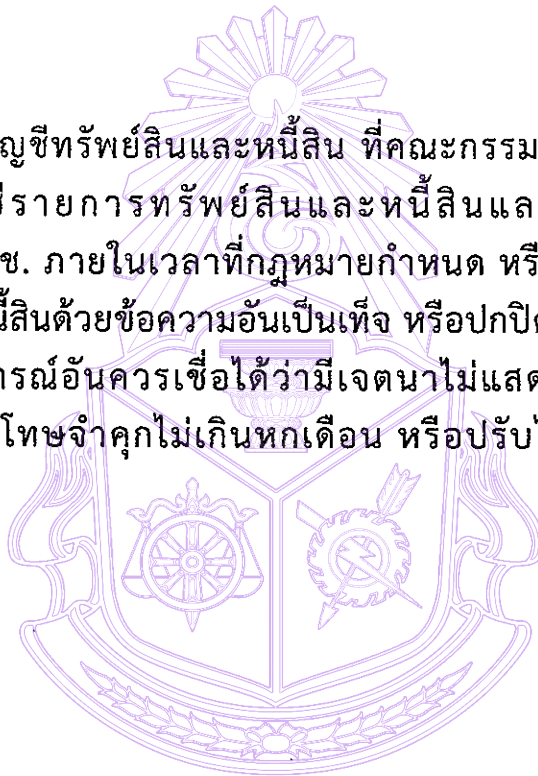 ญชีทรัพย์สินและหนี้สิน ที่คณะกรรม
รายการทรัพย์สินและหนี้สินแล
ช. ภายในเวลาที่กฎหมายกำหนด หรื
นี้สินด้วยข้อความอันเป็นเท็จ หรือปกปิด
ารณ์อันควรเชื่อได้ว่ามีเจตนาไม่แสด
โทษจำคุกไม่เกินหกเดือน หรือปรับ